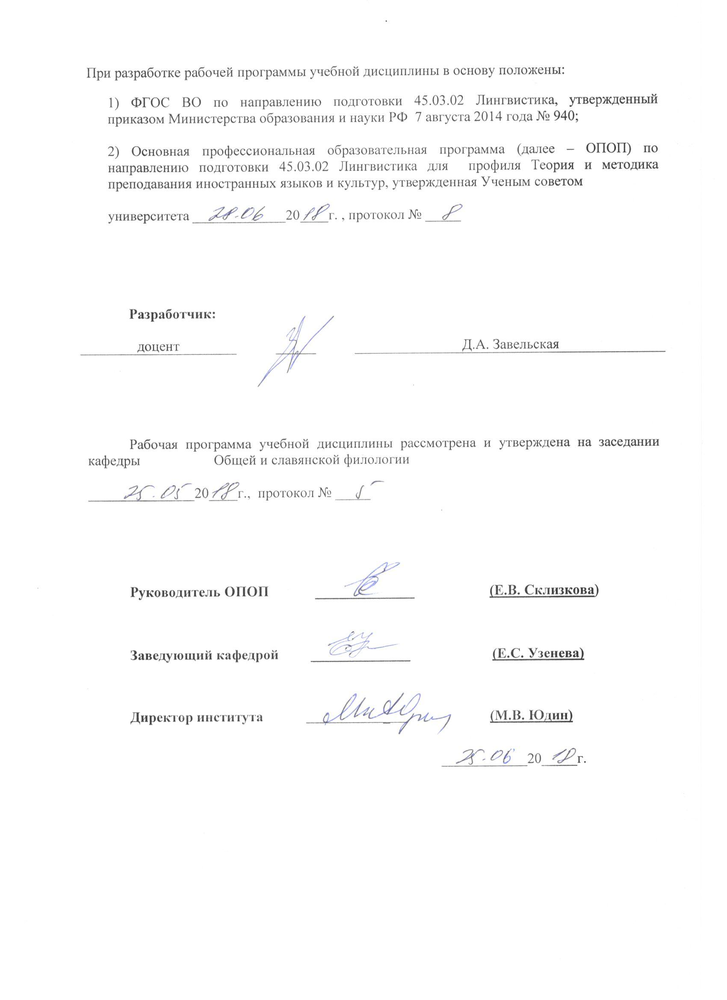 При разработке рабочей программы учебной дисциплины в основу положены:
1) ФГОС ВО по направлению подготовки 45.03.02 Лингвистика, утвержденный
приказом Министерства образования и науки РФ 7 августа 2014 года № 940;
2) Основная профессиональная образовательная программа (далее – ОПОП) по
направлению подготовки 45.03.02 Лингвистика для профиля Теория и методика
преподавания иностранных языков и культур, утвержденная Ученым советом
университета 28.06 2018 г. , протокол № 8
Разработчик:
доцент Д.А. Завельская
Рабочая программа учебной дисциплины рассмотрена и утверждена на заседании
кафедры Общей и славянской филологии
25.05 2018 г., протокол № 5
Руководитель ОПОП (Е.В. Склизкова)
Заведующий кафедрой (Е.С. Узенева)
Директор института (М.В. Юдин)
25.06 2018 г.